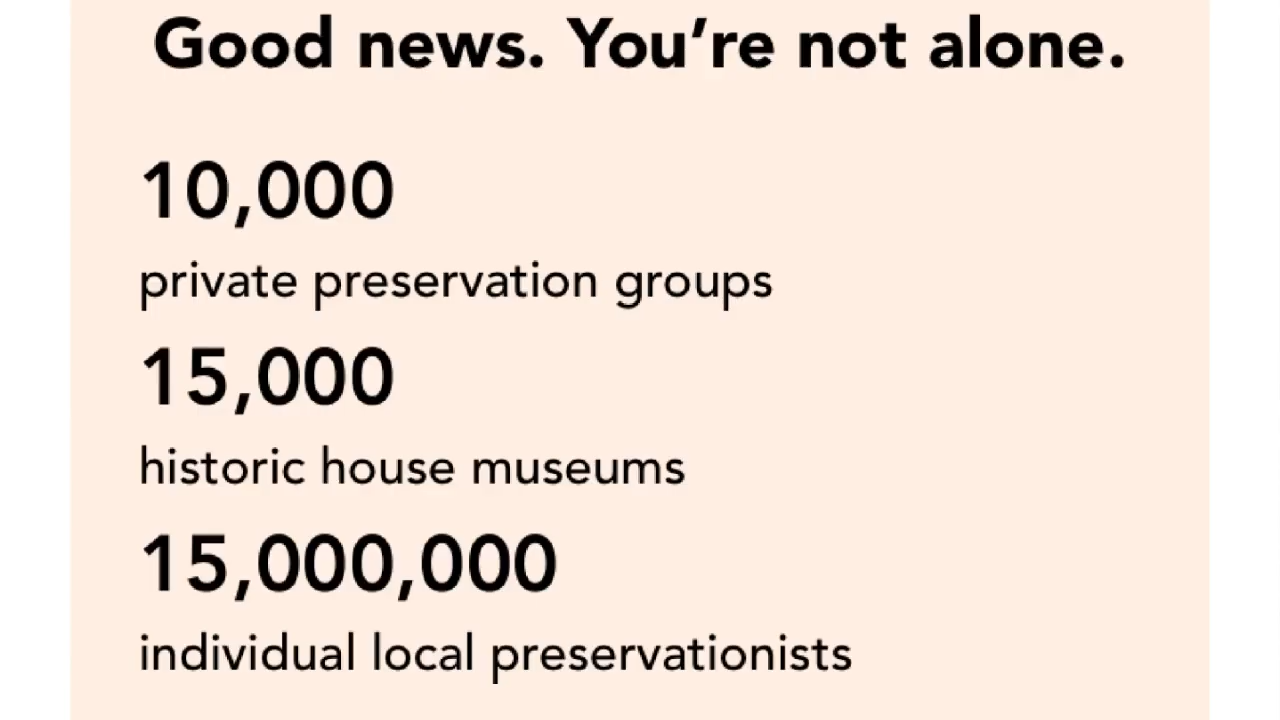 Good news. You’re not alone.
10,000
private preservation groups
15,000
historic house museums
15,000,000
individual local preservationists